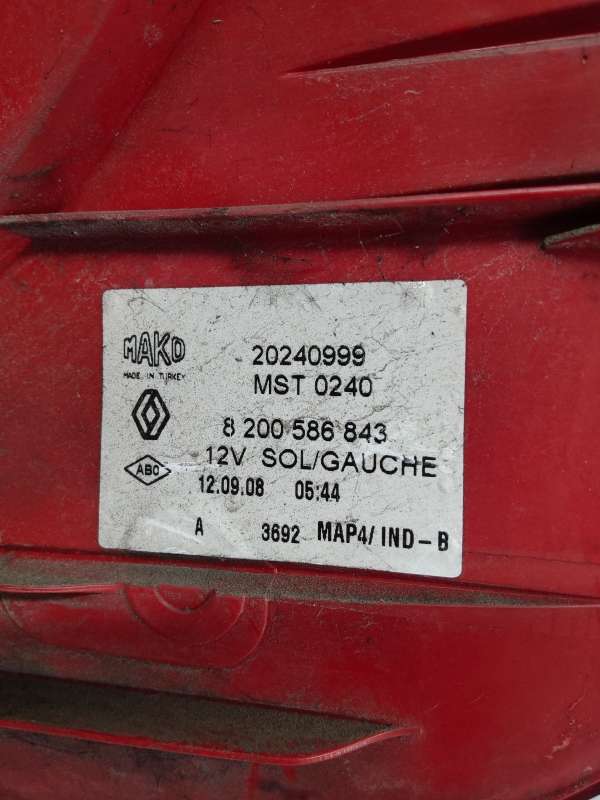 MAKO
MADE IN TURKEY
20240999
MST 0240
8 200 586 843
ABC
12V SOL/GAUCHE
12.09.08 05:44
A 3692 MAP4/ IND-B